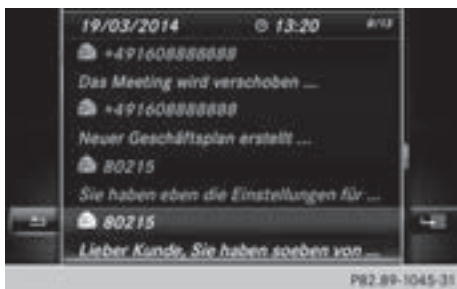 19/03/2014 13:20 8/13
+491608888888
Das Meeting wird verschoben ...
+491608888888
Neuer Geschäftsplan erstellt ...
80215
Sie haben eben die Einstellungen für ...
80215
Lieber Kunde, Sie haben soeben von ...
P82.89-1045-31